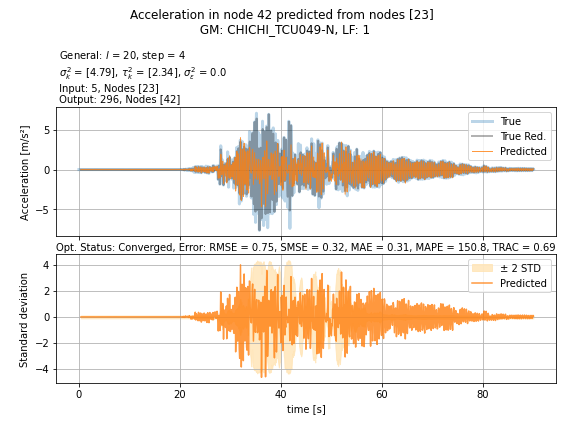 Acceleration in node 42 predicted from nodes [23]
GM: CHICHI_TCU049-N, LF: 1
General: l = 20, step = 4
σ²ₖ = [4.79], τ²ₖ = [2.34], σ²ε = 0.0
Input: 5, Nodes [23]
Output: 296, Nodes [42]
Acceleration [m/s²]
5
0
−5
True
True Red.
Predicted
Opt. Status: Converged, Error: RMSE = 0.75, SMSE = 0.32, MAE = 0.31, MAPE = 150.8, TRAC = 0.69
Standard deviation
4
2
0
−2
−4
± 2 STD
Predicted
0 20 40 60 80
time [s]